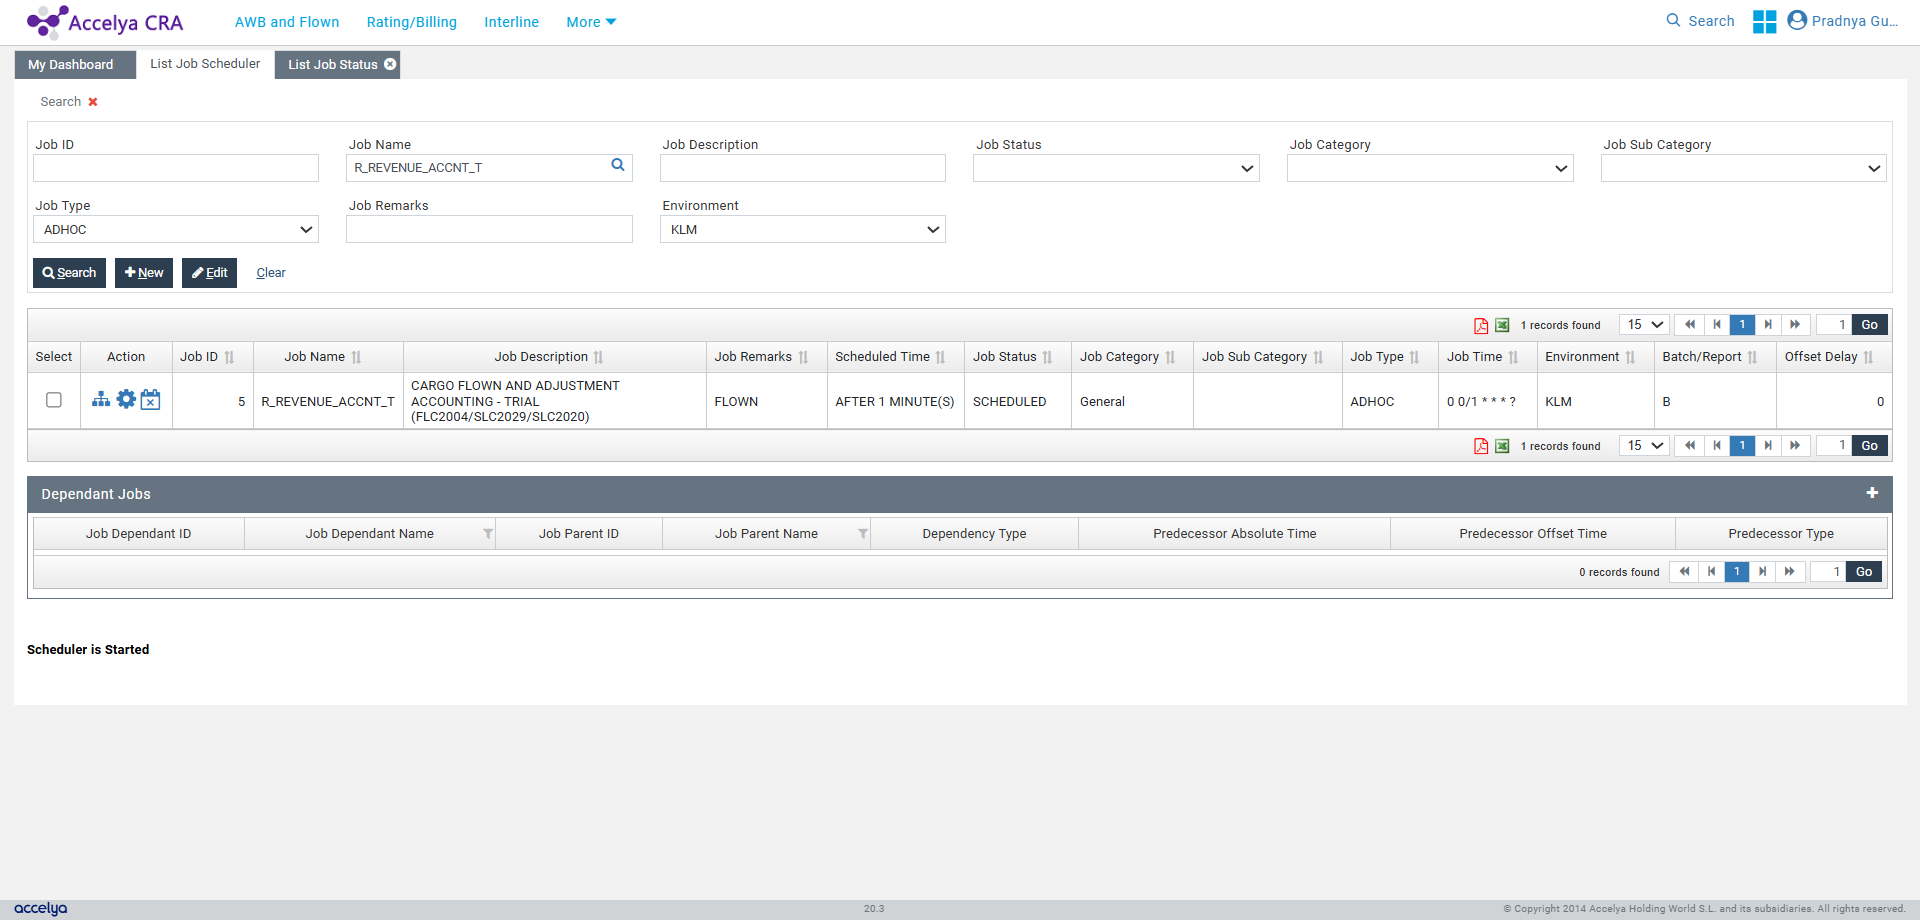 Accelya CRA AWB and Flown Rating/Billing Interline More Search Pradnya Gu...
My Dashboard List Job Scheduler List Job Status
Search
Job ID Job Name Job Description Job Status Job Category Job Sub Category
R_REVENUE_ACCNT_T
Job Type Job Remarks Environment
ADHOC KLM
Search New Edit Clear
1 records found 15 1 1 Go
Select Action Job ID Job Name Job Description Job Remarks Scheduled Time Job Status Job Category Job Sub Category Job Type Job Time Environment Batch/Report Offset Delay
CARGO FLOWN AND ADJUSTMENT
5 R_REVENUE_ACCNT_T ACCOUNTING - TRIAL FLOWN AFTER 1 MINUTE(S) SCHEDULED General ADHOC 0 0/1 * * * ? KLM B 0
(FLC2004/SLC2029/SLC2020)
1 records found 15 1 1 Go
Dependant Jobs
Job Dependant ID Job Dependant Name Job Parent ID Job Parent Name Dependency Type Predecessor Absolute Time Predecessor Offset Time Predecessor Type
0 records found 1 1 Go
Scheduler is Started
accelya 20.3 © Copyright 2014 Accelya Holding World S.L. and its subsidiaries. All rights reserved.